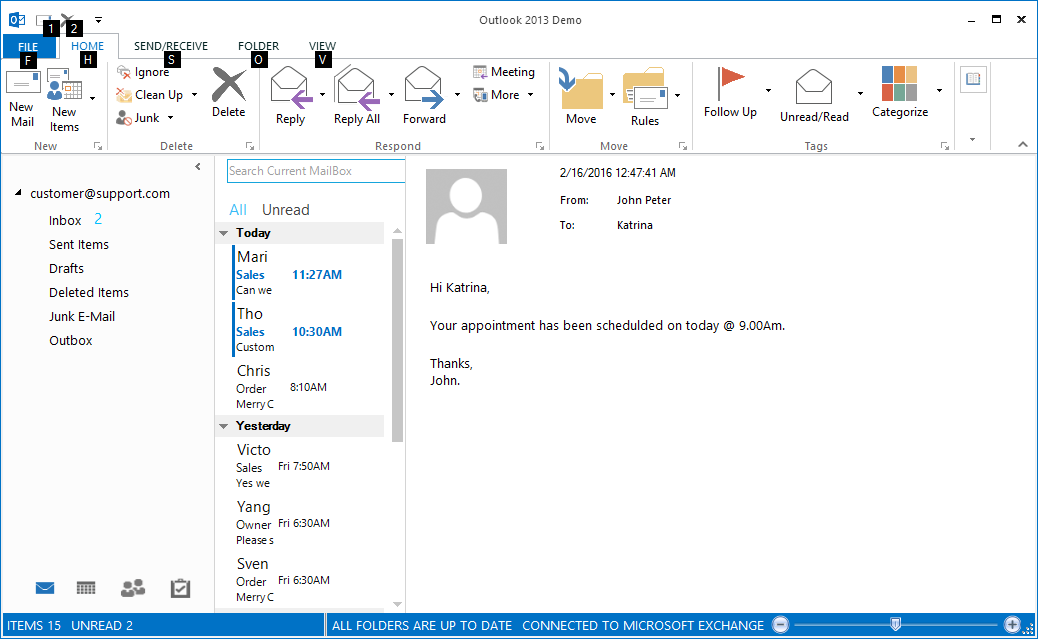 Outlook 2013 Demo
1 2
FILE HOME SEND/RECEIVE FOLDER VIEW
F H S O V
New Mail
New Items
Ignore
Clean Up
Junk
Delete
Reply
Reply All
Forward
Meeting
More
Move
Rules
Follow Up
Unread/Read
Categorize
New Delete Respond Move Tags
customer@support.com
Inbox 2
Sent Items
Drafts
Deleted Items
Junk E-Mail
Outbox
Search Current MailBox
All Unread
Today
Mari
Sales 11:27AM
Can we
Tho
Sales 10:30AM
Custom
Chris
Order 8:10AM
Merry C
Yesterday
Victo
Sales Fri 7:50AM
Yes we
Yang
Owner Fri 6:30AM
Please s
Sven
Order Fri 6:30AM
Merry C
2/16/2016 12:47:41 AM
From: John Peter
To: Katrina
Hi Katrina,
Your appointment has been schedulded on today @ 9.00Am.
Thanks,
John.
ITEMS 15 UNREAD 2 ALL FOLDERS ARE UP TO DATE CONNECTED TO MICROSOFT EXCHANGE